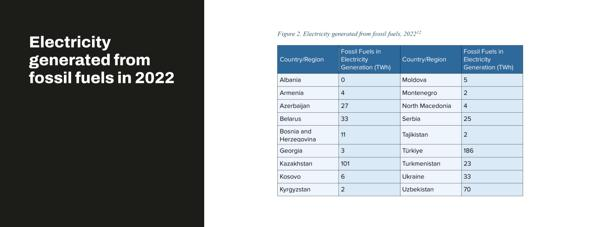 Electricity
generated from
fossil fuels in 2022
Figure 2. Electricity generated from fossil fuels, 2022¹²
Country/Region
Fossil Fuels in
Electricity
Generation (TWh)
Country/Region
Fossil Fuels in
Electricity
Generation (TWh)
Albania 0 Moldova 5
Armenia 4 Montenegro 2
Azerbaijan 27 North Macedonia 4
Belarus 33 Serbia 25
Bosnia and
Herzegovina 11 Tajikistan 2
Georgia 3 Türkiye 186
Kazakhstan 101 Turkmenistan 23
Kosovo 6 Ukraine 33
Kyrgyzstan 2 Uzbekistan 70